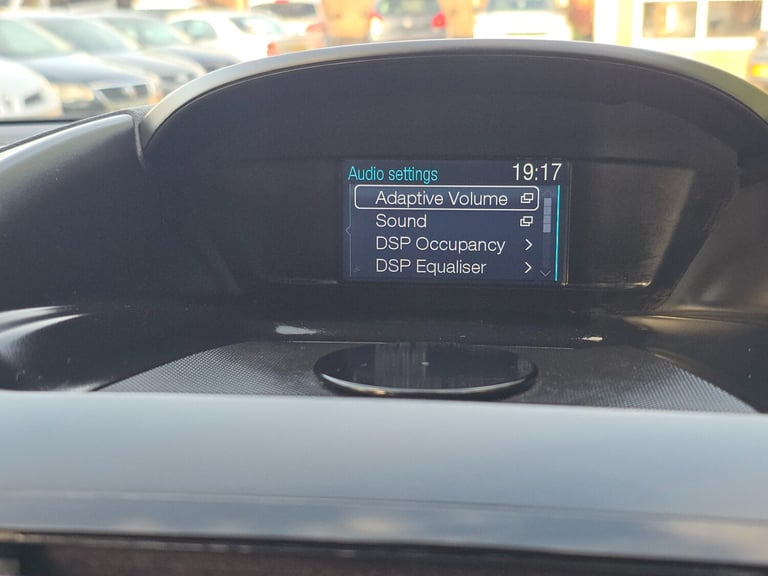 Audio settings 19:17
Adaptive Volume
Sound
DSP Occupancy
DSP Equaliser